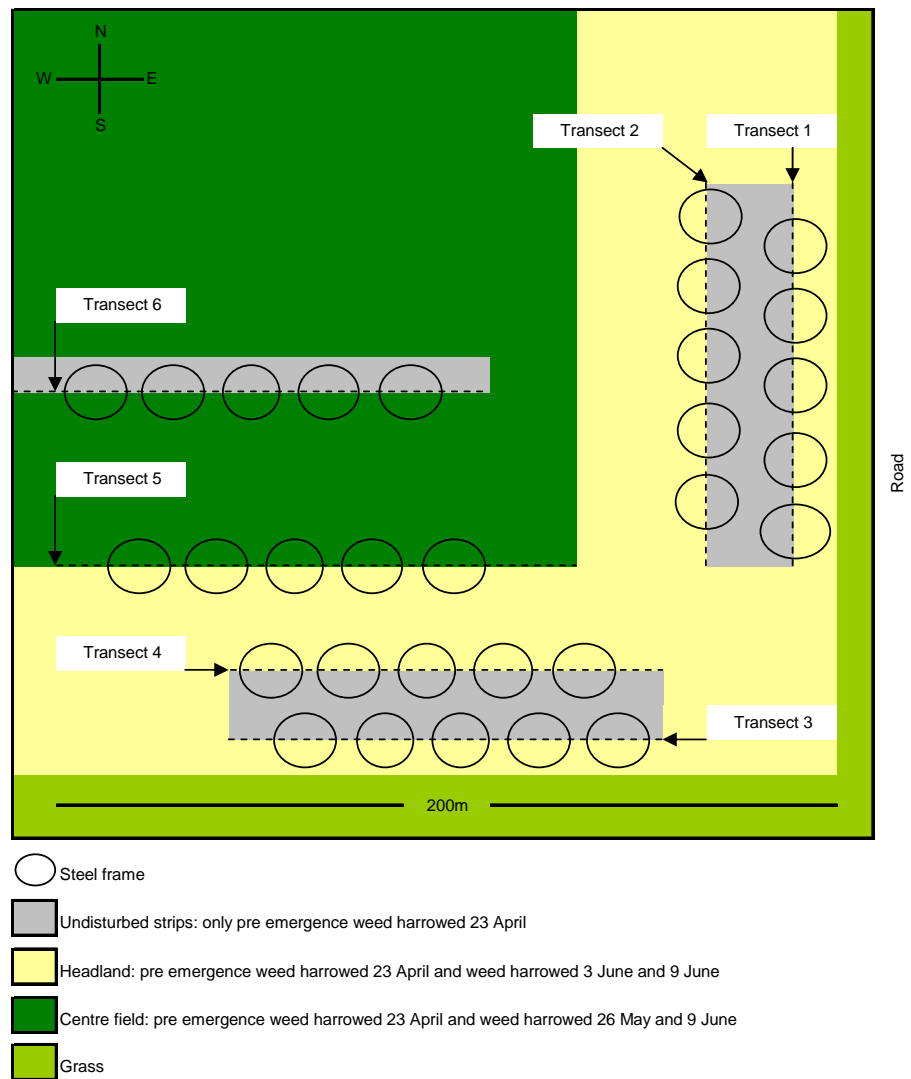 N
W E
S
Transect 2
Transect 1
Transect 6
Transect 5
Road
Transect 4
Transect 3
200m
Steel frame
Undisturbed strips: only pre emergence weed harrowed 23 April
Headland: pre emergence weed harrowed 23 April and weed harrowed 3 June and 9 June
Centre field: pre emergence weed harrowed 23 April and weed harrowed 26 May and 9 June
Grass